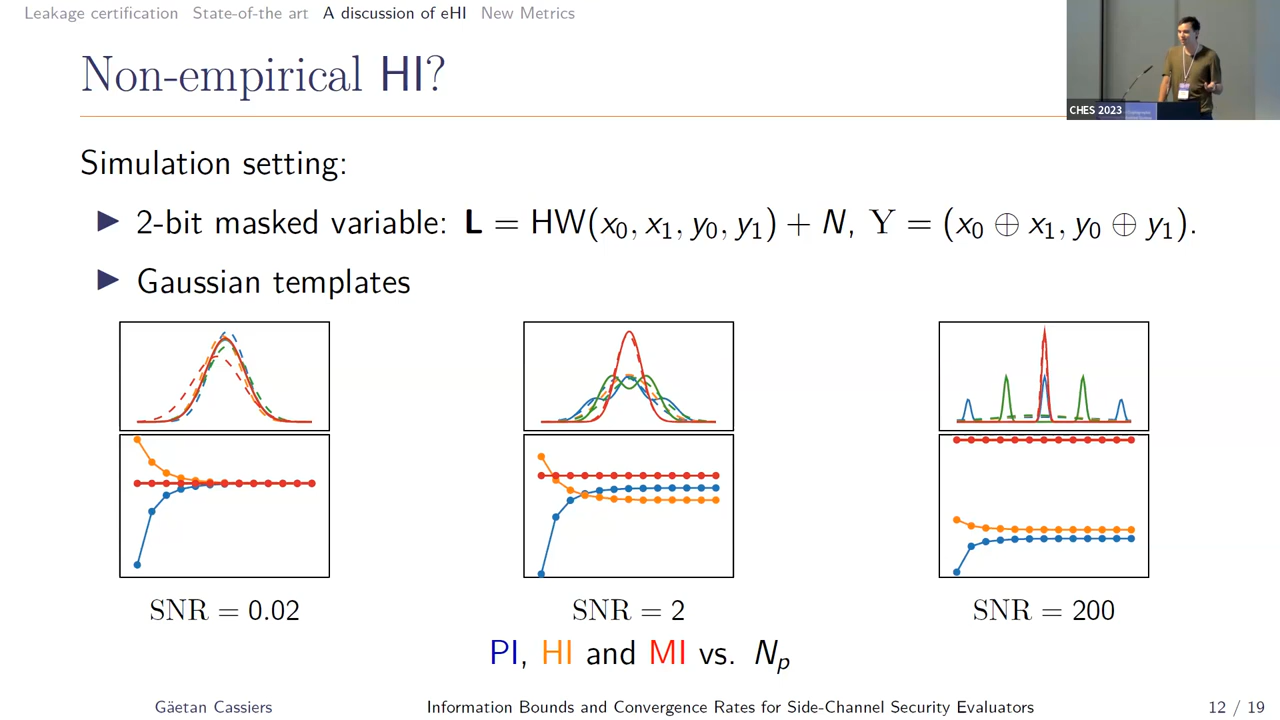 Leakage certification State-of-the art A discussion of eHI New Metrics
CHES 2023
Non-empirical HI?
Simulation setting:
▶ 2-bit masked variable: L = HW(x₀, x₁, y₀, y₁) + N, Y = (x₀ ⊕ x₁, y₀ ⊕ y₁).
▶ Gaussian templates
SNR = 0.02 SNR = 2 SNR = 200
PI, HI and MI vs. Nₚ
Gäetan Cassiers Information Bounds and Convergence Rates for Side-Channel Security Evaluators 12 / 19